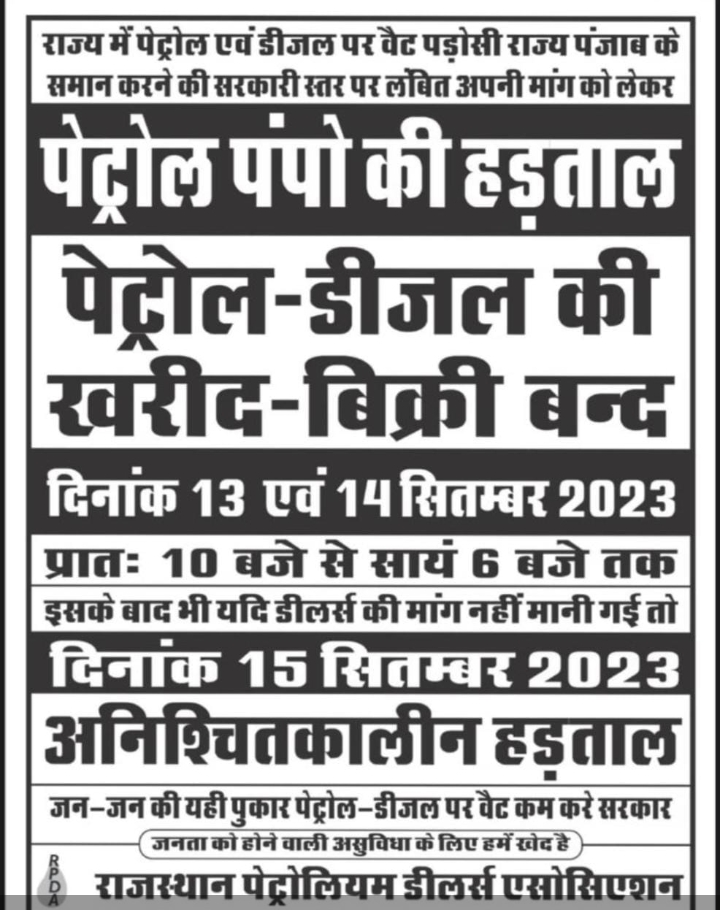 राज्य में पेट्रोल एवं डीजल पर वैट पड़ोसी राज्य पंजाब के
समान करने की सरकारी स्तर पर लंबित अपनी मांग को लेकर
पेट्रोल पंपो की हड़ताल
पेट्रोल-डीजल की
खरीद-बिक्री बन्द
दिनांक 13 एवं 14 सितम्बर 2023
प्रातः 10 बजे से सायं 6 बजे तक
इसके बाद भी यदि डीलर्स की मांग नहीं मानी गई तो
दिनांक 15 सितम्बर 2023
अनिश्चितकालीन हड़ताल
जन-जन की यही पुकार पेट्रोल-डीजल पर वैट कम करे सरकार
जनता को होने वाली असुविधा के लिए हमें खेद है
RPDA
राजस्थान पेट्रोलियम डीलर्स एसोसिएशन